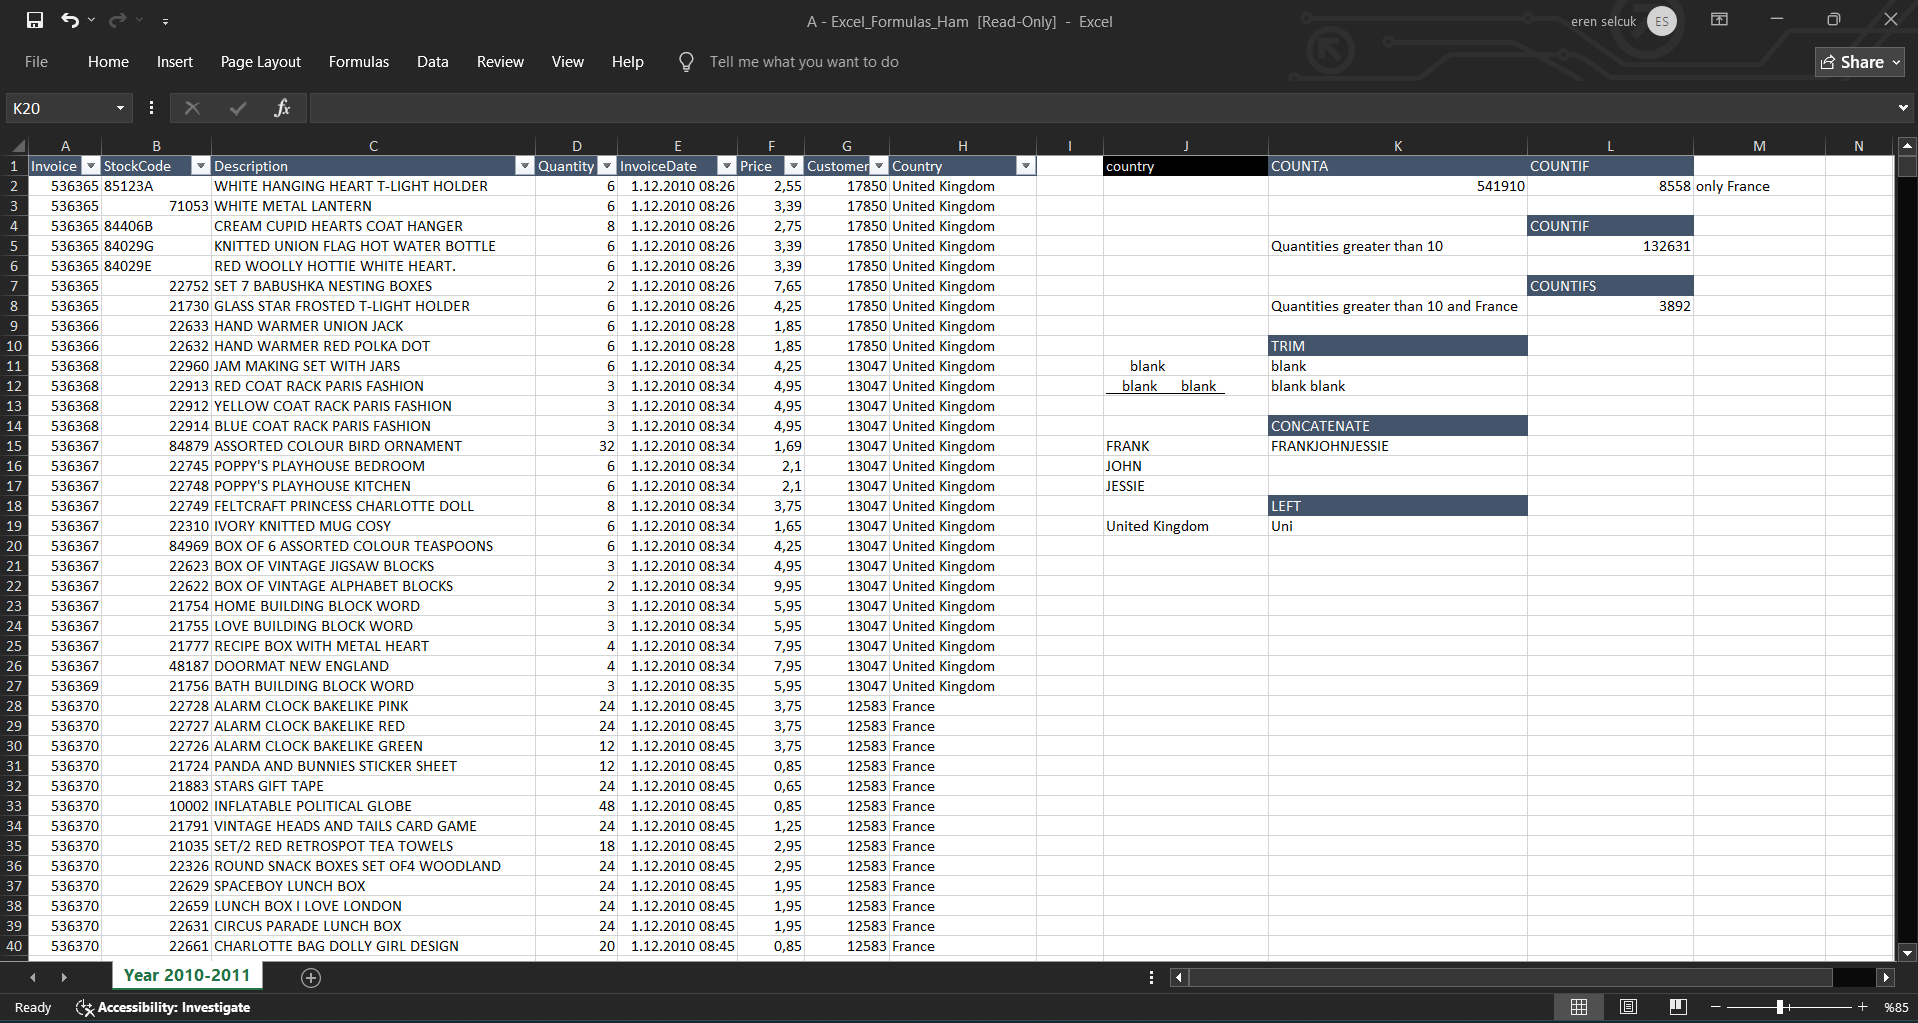 A - Excel_Formulas_Ham [Read-Only] - Excel
eren selcuk ES
File Home Insert Page Layout Formulas Data Review View Help Tell me what you want to do Share
K20 fx
A B C D E F G H I J K L M N
1 Invoice StockCode Description Quantity InvoiceDate Price Customer Country country COUNTA COUNTIF
2 536365 85123A WHITE HANGING HEART T-LIGHT HOLDER 6 1.12.2010 08:26 2,55 17850 United Kingdom 541910 8558 only France
3 536365 71053 WHITE METAL LANTERN 6 1.12.2010 08:26 3,39 17850 United Kingdom
4 536365 84406B CREAM CUPID HEARTS COAT HANGER 8 1.12.2010 08:26 2,75 17850 United Kingdom COUNTIF
5 536365 84029G KNITTED UNION FLAG HOT WATER BOTTLE 6 1.12.2010 08:26 3,39 17850 United Kingdom Quantities greater than 10 132631
6 536365 84029E RED WOOLLY HOTTIE WHITE HEART. 6 1.12.2010 08:26 3,39 17850 United Kingdom
7 536365 22752 SET 7 BABUSHKA NESTING BOXES 2 1.12.2010 08:26 7,65 17850 United Kingdom COUNTIFS
8 536365 21730 GLASS STAR FROSTED T-LIGHT HOLDER 6 1.12.2010 08:26 4,25 17850 United Kingdom Quantities greater than 10 and France 3892
9 536366 22633 HAND WARMER UNION JACK 6 1.12.2010 08:28 1,85 17850 United Kingdom
10 536366 22632 HAND WARMER RED POLKA DOT 6 1.12.2010 08:28 1,85 17850 United Kingdom TRIM
11 536368 22960 JAM MAKING SET WITH JARS 6 1.12.2010 08:34 4,25 13047 United Kingdom blank blank
12 536368 22913 RED COAT RACK PARIS FASHION 3 1.12.2010 08:34 4,95 13047 United Kingdom blank blank blank blank
13 536368 22912 YELLOW COAT RACK PARIS FASHION 3 1.12.2010 08:34 4,95 13047 United Kingdom
14 536368 22914 BLUE COAT RACK PARIS FASHION 3 1.12.2010 08:34 4,95 13047 United Kingdom CONCATENATE
15 536367 84879 ASSORTED COLOUR BIRD ORNAMENT 32 1.12.2010 08:34 1,69 13047 United Kingdom FRANK FRANKJOHNJESSIE
16 536367 22745 POPPY'S PLAYHOUSE BEDROOM 6 1.12.2010 08:34 2,1 13047 United Kingdom JOHN
17 536367 22748 POPPY'S PLAYHOUSE KITCHEN 6 1.12.2010 08:34 2,1 13047 United Kingdom JESSIE
18 536367 22749 FELTCRAFT PRINCESS CHARLOTTE DOLL 8 1.12.2010 08:34 3,75 13047 United Kingdom LEFT
19 536367 22310 IVORY KNITTED MUG COSY 6 1.12.2010 08:34 1,65 13047 United Kingdom United Kingdom Uni
20 536367 84969 BOX OF 6 ASSORTED COLOUR TEASPOONS 6 1.12.2010 08:34 4,25 13047 United Kingdom
21 536367 22623 BOX OF VINTAGE JIGSAW BLOCKS 3 1.12.2010 08:34 4,95 13047 United Kingdom
22 536367 22622 BOX OF VINTAGE ALPHABET BLOCKS 2 1.12.2010 08:34 9,95 13047 United Kingdom
23 536367 21754 HOME BUILDING BLOCK WORD 3 1.12.2010 08:34 5,95 13047 United Kingdom
24 536367 21755 LOVE BUILDING BLOCK WORD 3 1.12.2010 08:34 5,95 13047 United Kingdom
25 536367 21777 RECIPE BOX WITH METAL HEART 4 1.12.2010 08:34 7,95 13047 United Kingdom
26 536367 48187 DOORMAT NEW ENGLAND 4 1.12.2010 08:34 7,95 13047 United Kingdom
27 536369 21756 BATH BUILDING BLOCK WORD 3 1.12.2010 08:35 5,95 13047 United Kingdom
28 536370 22728 ALARM CLOCK BAKELIKE PINK 24 1.12.2010 08:45 3,75 12583 France
29 536370 22727 ALARM CLOCK BAKELIKE RED 24 1.12.2010 08:45 3,75 12583 France
30 536370 22726 ALARM CLOCK BAKELIKE GREEN 12 1.12.2010 08:45 3,75 12583 France
31 536370 21724 PANDA AND BUNNIES STICKER SHEET 12 1.12.2010 08:45 0,85 12583 France
32 536370 21883 STARS GIFT TAPE 24 1.12.2010 08:45 0,65 12583 France
33 536370 10002 INFLATABLE POLITICAL GLOBE 48 1.12.2010 08:45 0,85 12583 France
34 536370 21791 VINTAGE HEADS AND TAILS CARD GAME 24 1.12.2010 08:45 1,25 12583 France
35 536370 21035 SET/2 RED RETROSPOT TEA TOWELS 18 1.12.2010 08:45 2,95 12583 France
36 536370 22326 ROUND SNACK BOXES SET OF4 WOODLAND 24 1.12.2010 08:45 2,95 12583 France
37 536370 22629 SPACEBOY LUNCH BOX 24 1.12.2010 08:45 1,95 12583 France
38 536370 22659 LUNCH BOX I LOVE LONDON 24 1.12.2010 08:45 1,95 12583 France
39 536370 22631 CIRCUS PARADE LUNCH BOX 24 1.12.2010 08:45 1,95 12583 France
40 536370 22661 CHARLOTTE BAG DOLLY GIRL DESIGN 20 1.12.2010 08:45 0,85 12583 France
Year 2010-2011
Ready Accessibility: Investigate %85